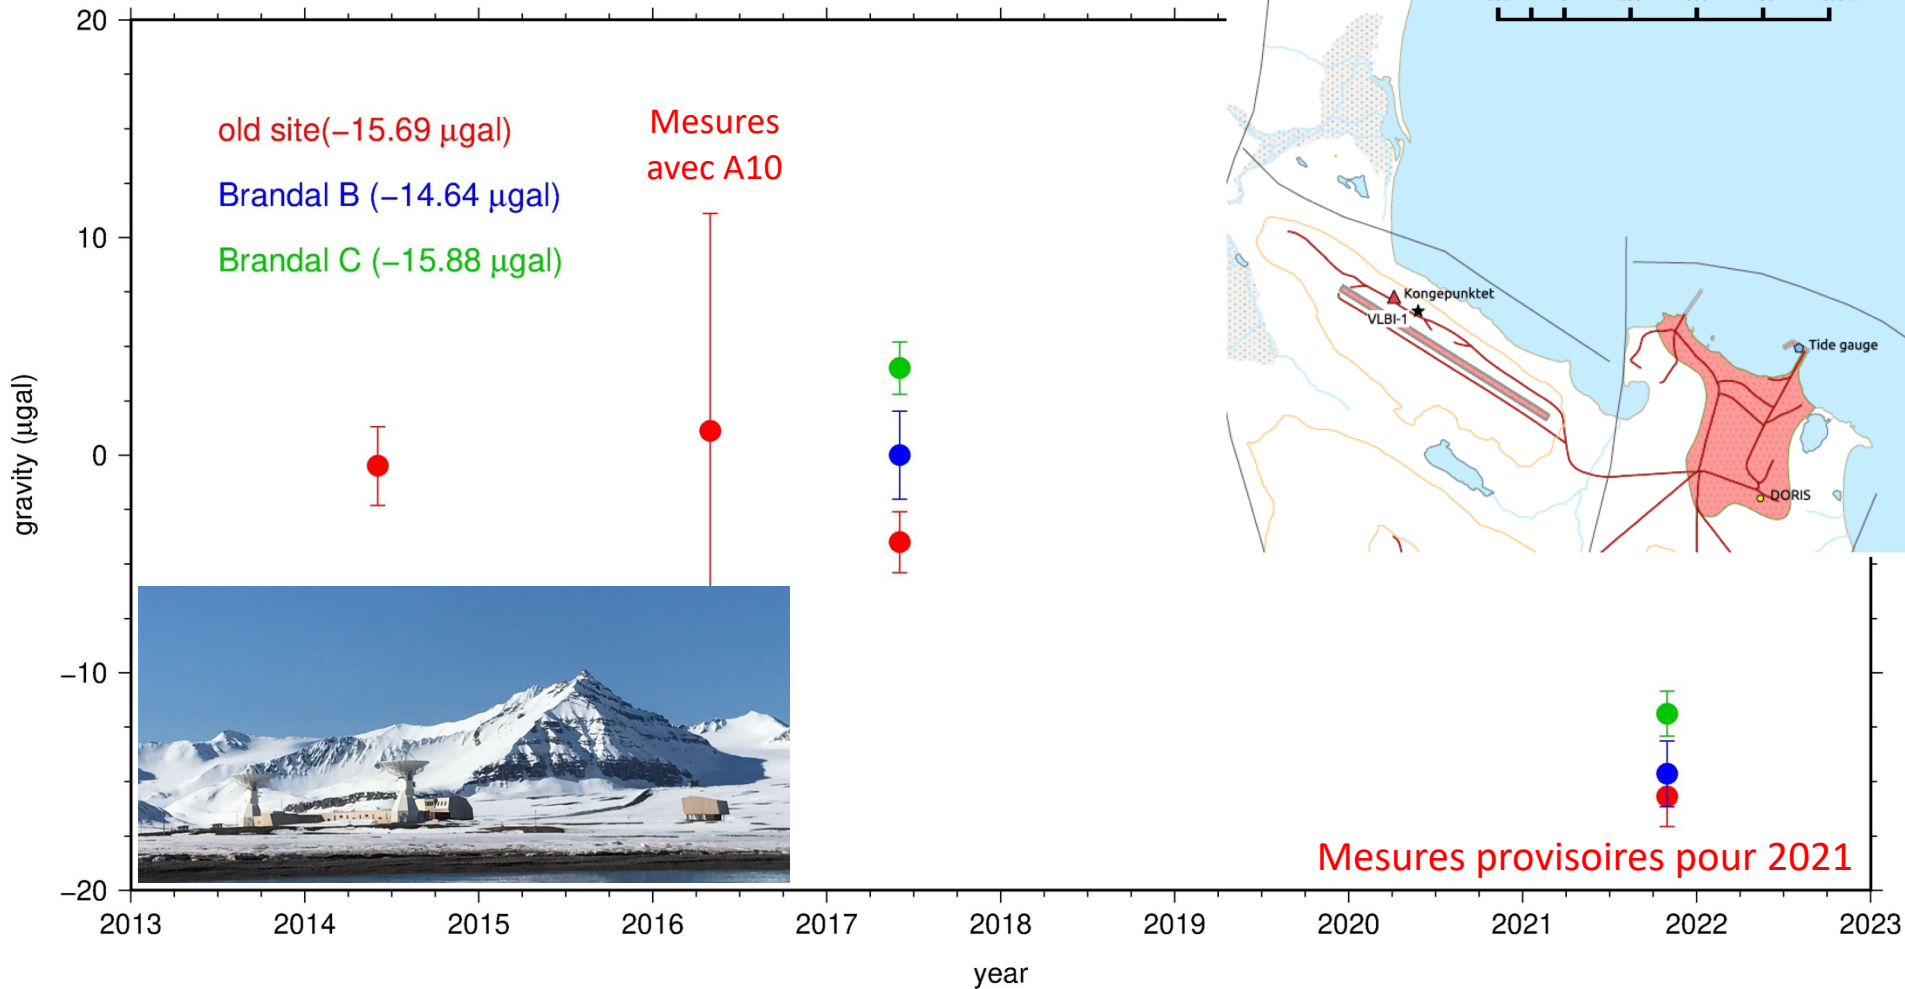 20
10
0
−10
−20
gravity (μgal)
old site(−15.69 μgal)
Brandal B (−14.64 μgal)
Brandal C (−15.88 μgal)
Mesures
avec A10
Kongepunktet
VLBI-1
Tide gauge
DORIS
Mesures provisoires pour 2021
2013 2014 2015 2016 2017 2018 2019 2020 2021 2022 2023
year